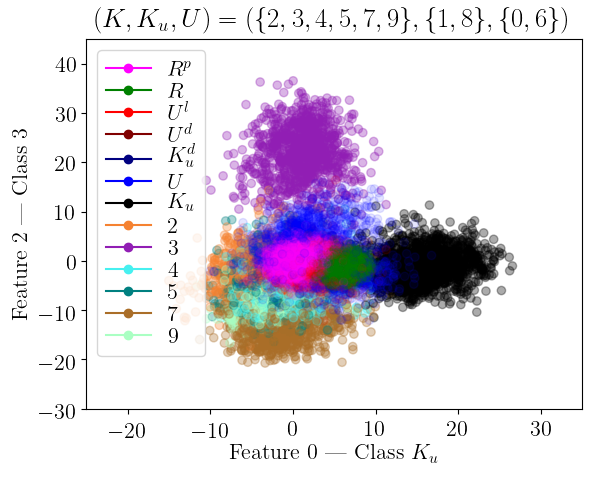 (K, K_u, U) = ({2, 3, 4, 5, 7, 9}, {1, 8}, {0, 6})
Feature 2 — Class 3
40
30
20
10
0
−10
−20
−30
R^p
R
U^l
U^d
K_u^d
U
K_u
2
3
4
5
7
9
−20 −10 0 10 20 30
Feature 0 — Class K_u